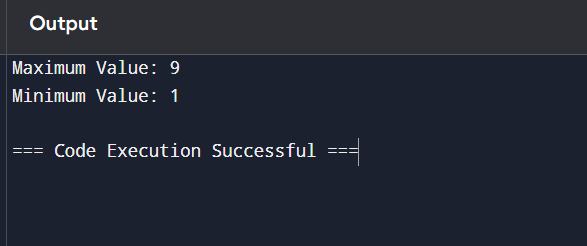 Output
Maximum Value: 9
Minimum Value: 1
=== Code Execution Successful ===